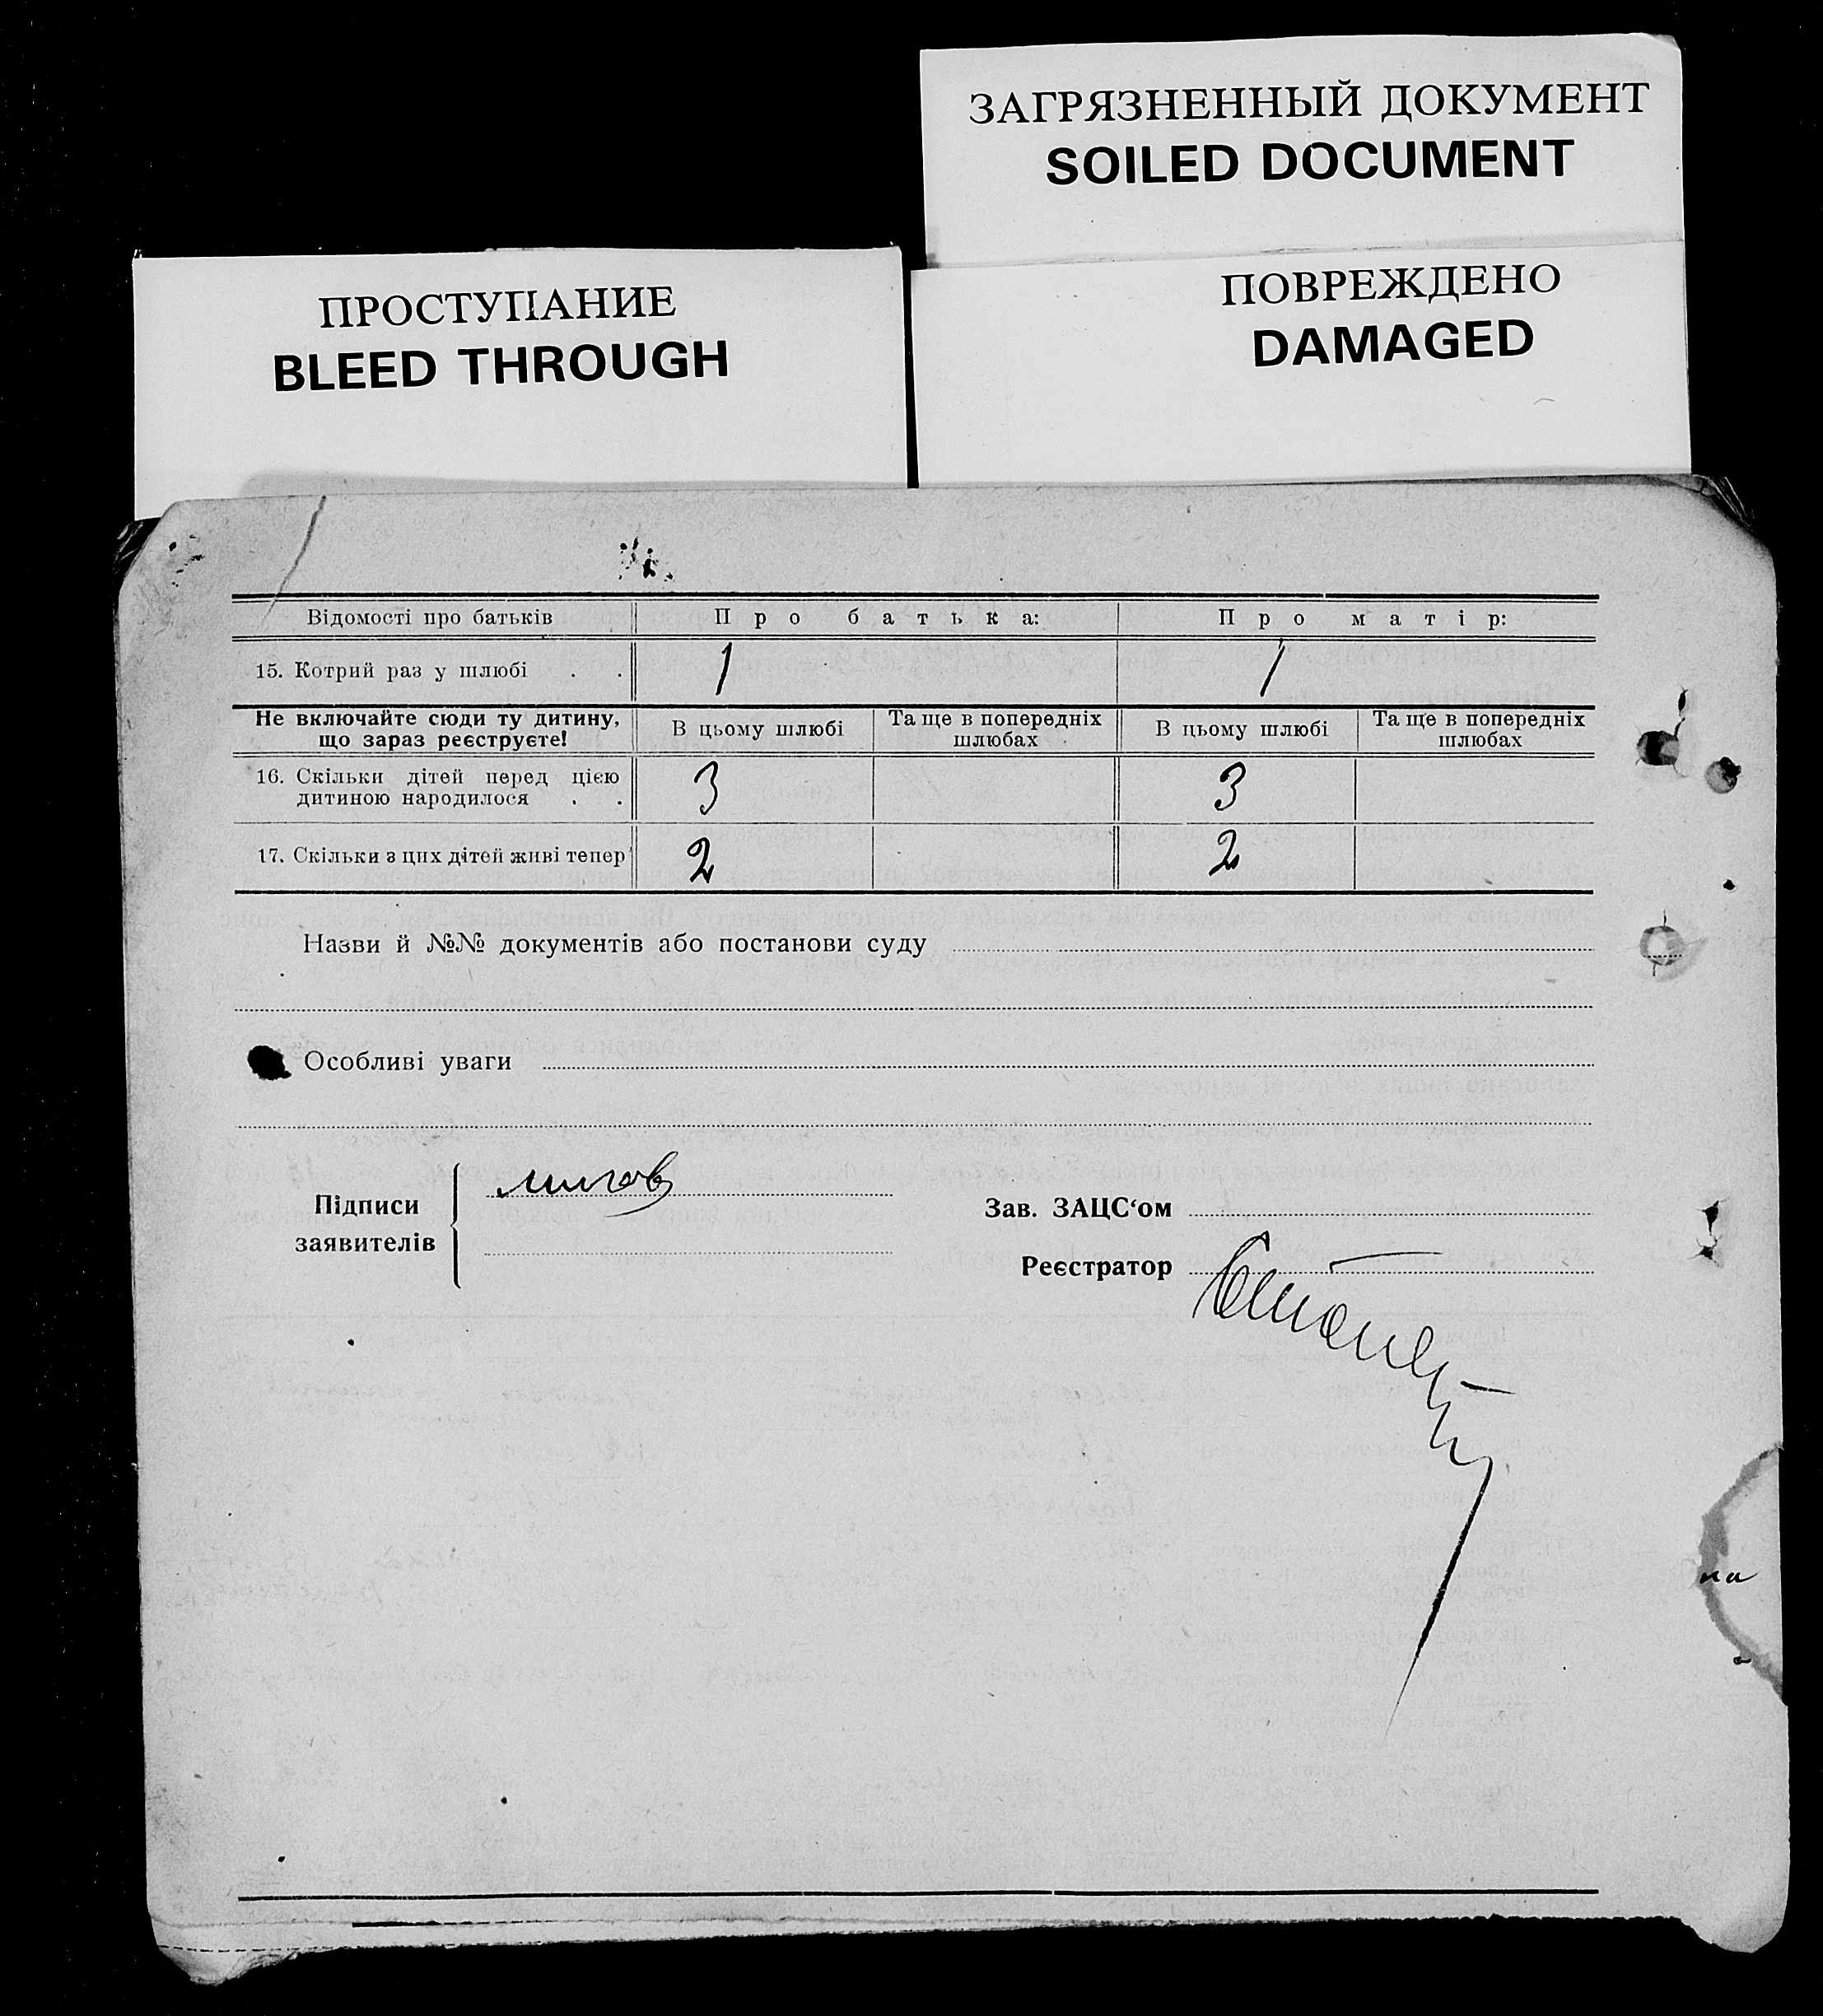 ЗАГРЯЗНЕННЫЙ ДОКУМЕНТ
SOILED DOCUMENT
ПРОСТУПАНИЕ
BLEED THROUGH
ПОВРЕЖДЕНО
DAMAGED
Відомості про батьків Про батька: Про матір:
15. Котрий раз у шлюбі . . 1 1
Не включайте сюди ту дитину, що зараз реєструєте! В цьому шлюбі Та ще в попередніх шлюбах В цьому шлюбі Та ще в попередніх шлюбах
16. Скільки дітей перед цією
дитиною народилося . . 3 3
17. Скільки з цих дітей живі тепер 2 2
Назви й №№ документів або постанови суду
Особливі уваги
Підписи
заявителів
Зав. ЗАЦС‘ом
Реєстратор
на